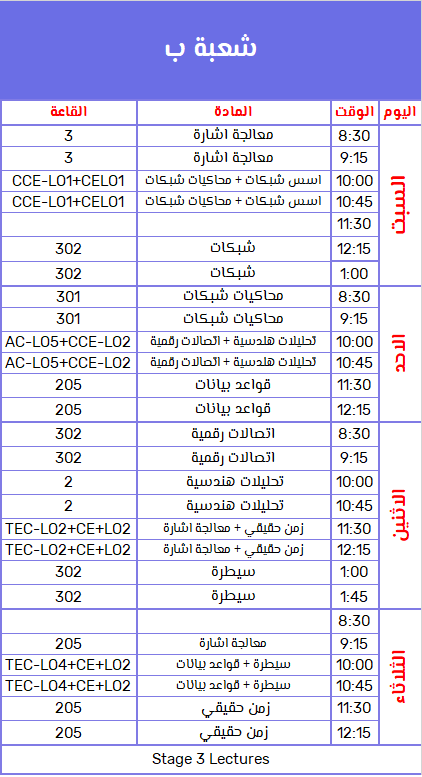 شعبة ب
اليوم الوقت المادة القاعة
السبت
8:30 معالجة اشارة 3
9:15 معالجة اشارة 3
10:00 اسس شبكات + محاكيات شبكات CCE-L01+CEL01
10:45 اسس شبكات + محاكيات شبكات CCE-L01+CEL01
11:30
12:15 شبكات 302
1:00 شبكات 302
الاحد
8:30 محاكيات شبكات 301
9:15 محاكيات شبكات 301
10:00 تحليلات هندسية + اتصالات رقمية AC-L05+CCE-L02
10:45 تحليلات هندسية + اتصالات رقمية AC-L05+CCE-L02
11:30 قواعد بيانات 205
12:15 قواعد بيانات 205
الاثنين
8:30 اتصالات رقمية 302
9:15 اتصالات رقمية 302
10:00 تحليلات هندسية 2
10:45 تحليلات هندسية 2
11:30 زمن حقيقي + معالجة اشارة TEC-L02+CE+L02
12:15 زمن حقيقي + معالجة اشارة TEC-L02+CE+L02
1:00 سيطرة 302
1:45 سيطرة 302
الثلاثاء
8:30
9:15 معالجة اشارة 205
10:00 سيطرة + قواعد بيانات TEC-L04+CE+L02
10:45 سيطرة + قواعد بيانات TEC-L04+CE+L02
11:30 زمن حقيقي 205
12:15 زمن حقيقي 205
Stage 3 Lectures